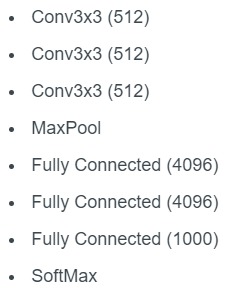 • Conv3x3 (512)
• Conv3x3 (512)
• Conv3x3 (512)
• MaxPool
• Fully Connected (4096)
• Fully Connected (4096)
• Fully Connected (1000)
• SoftMax